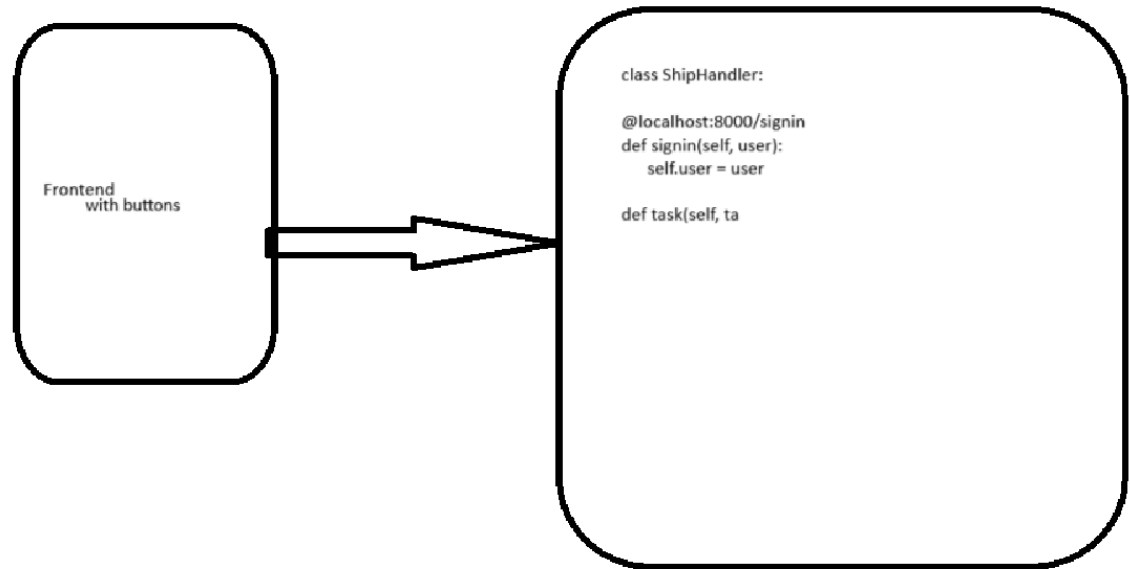 Frontend
with buttons
class ShipHandler:
@localhost:8000/signin
def signin(self, user):
self.user = user
def task(self, ta